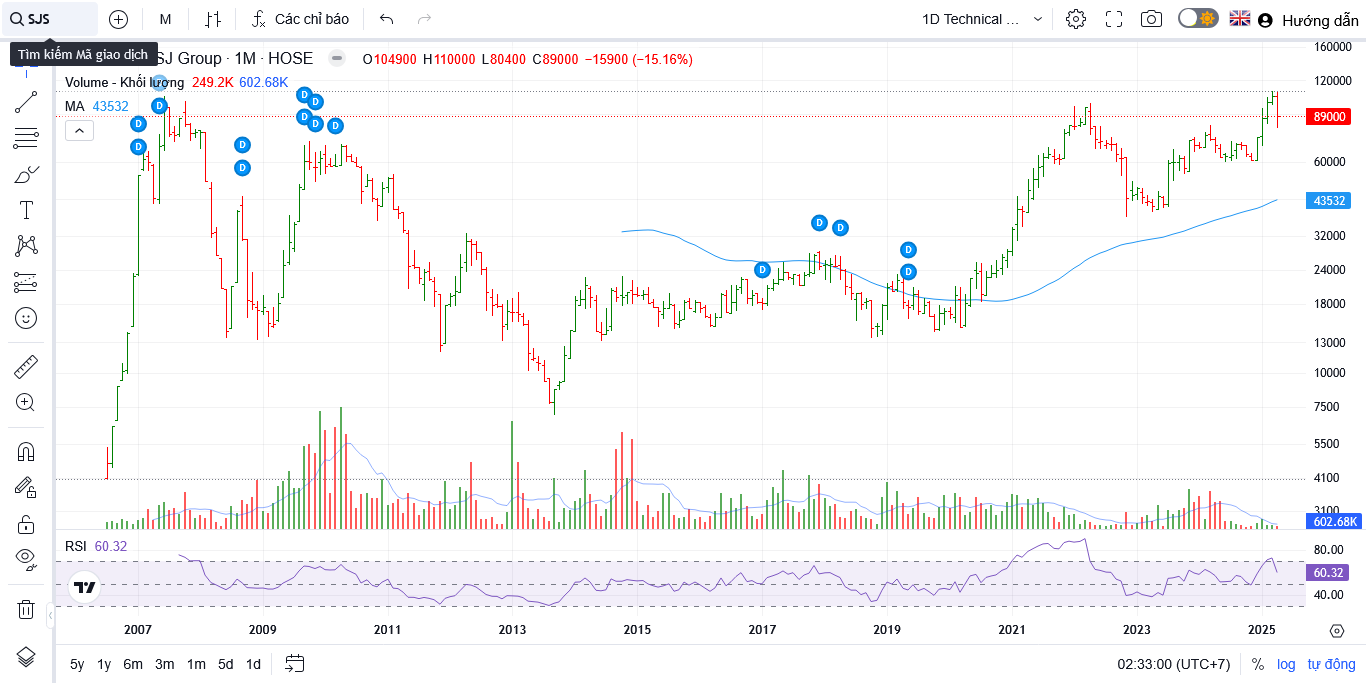 SJS M Các chỉ báo 1D Technical ... Hướng dẫn
Tìm kiếm Mã giao dịch
SJ Group · 1M · HOSE O104900 H110000 L80400 C89000 −15900 (−15.16%)
Volume - Khối lượng 249.2K 602.68K
MA 43532
D D D D D D D D D D D D D D D D
160000
120000
89000
60000
43532
32000
24000
18000
13000
10000
7500
5500
4100
3100
602.68K
RSI 60.32
80.00
60.32
40.00
2007 2009 2011 2013 2015 2017 2019 2021 2023 2025
5y 1y 6m 3m 1m 5d 1d 02:33:00 (UTC+7) % log tự động